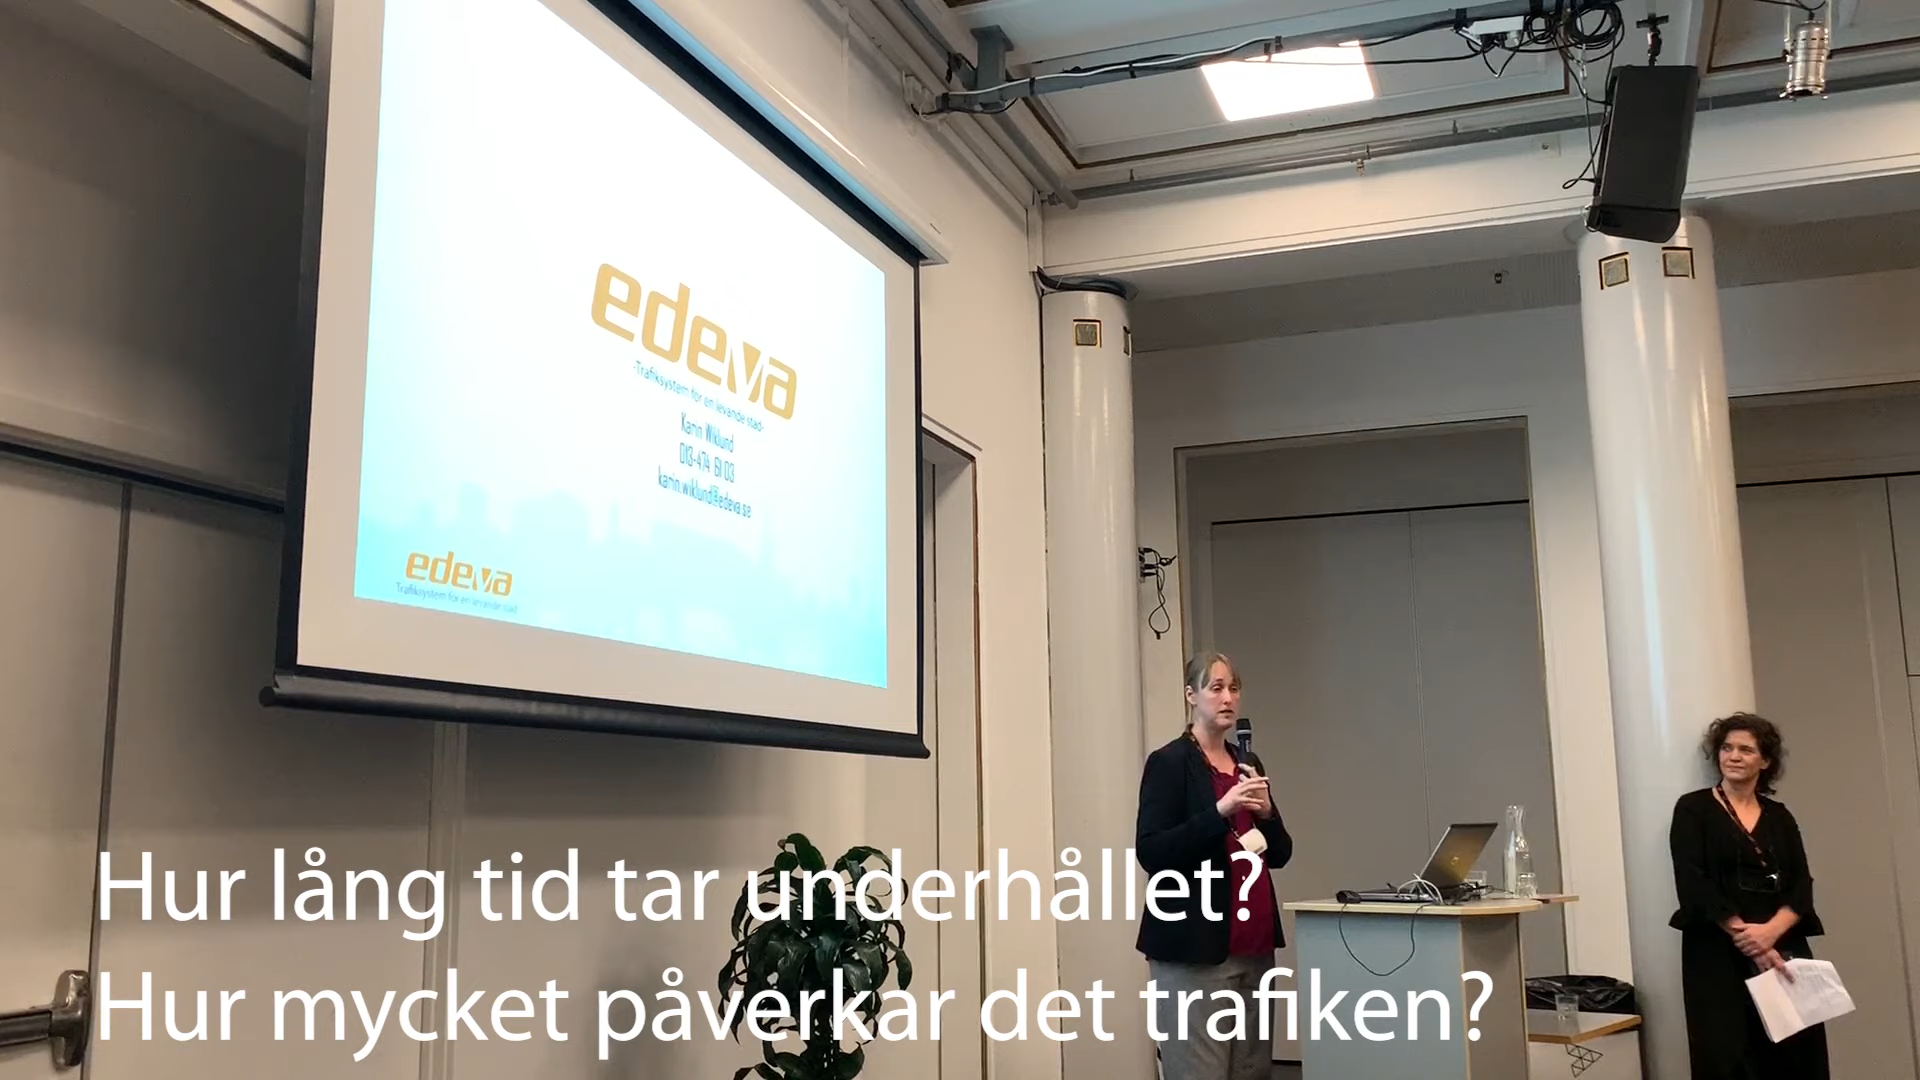 edeva
-Trafiksystem för en levande stad-
Karin Wiklund
013-474 61 03
karin.wiklund@edeva.se
edeva
Trafiksystem för en levande stad
Hur lång tid tar underhållet?
Hur mycket påverkar det trafiken?